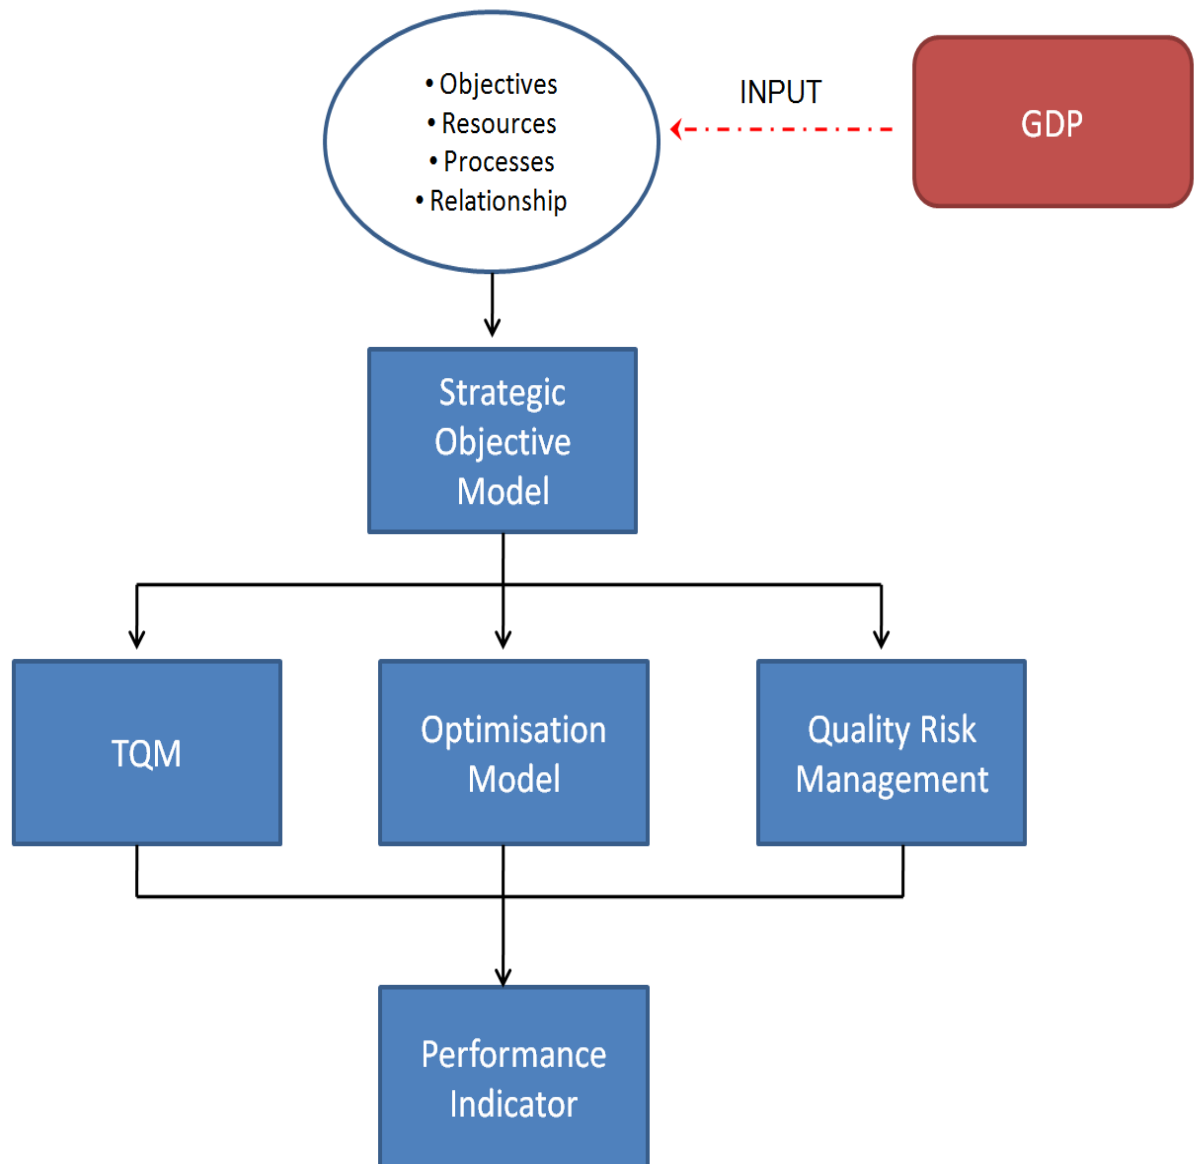 • Objectives
• Resources
• Processes
• Relationship
INPUT
GDP
Strategic
Objective
Model
TQM
Optimisation
Model
Quality Risk
Management
Performance
Indicator